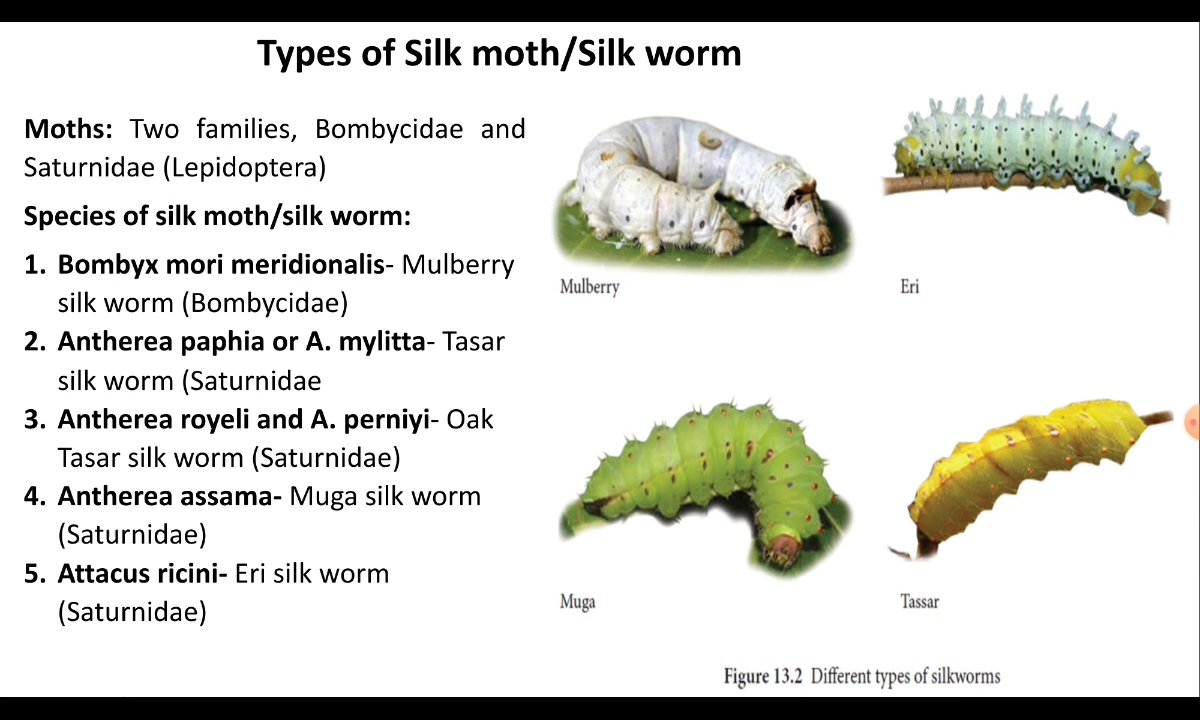 Types of Silk moth/Silk worm
Moths: Two families, Bombycidae and
Saturnidae (Lepidoptera)
Species of silk moth/silk worm:
1. Bombyx mori meridionalis- Mulberry
silk worm (Bombycidae)
2. Antherea paphia or A. mylitta- Tasar
silk worm (Saturnidae
3. Antherea royeli and A. perniyi- Oak
Tasar silk worm (Saturnidae)
4. Antherea assama- Muga silk worm
(Saturnidae)
5. Attacus ricini- Eri silk worm
(Saturnidae)
Mulberry
Eri
Muga
Tassar
Figure 13.2 Different types of silkworms